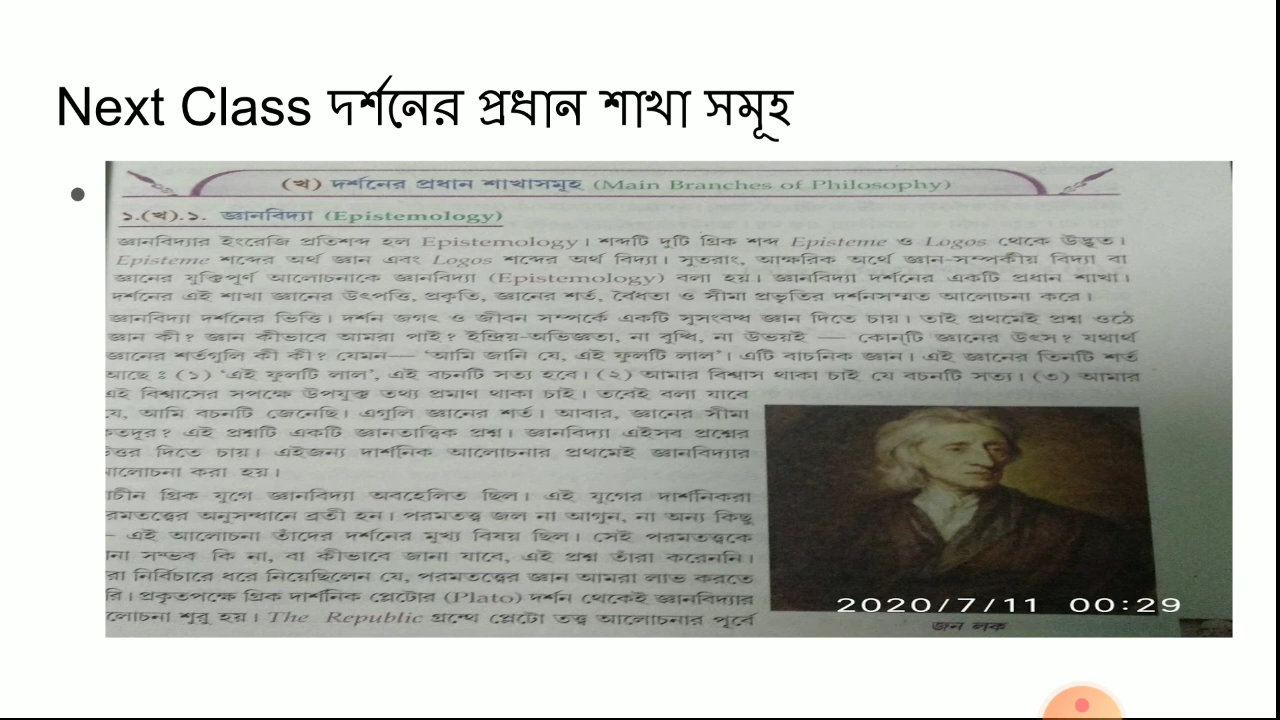 Next Class দর্শনের প্রধান শাখা সমূহ
(খ) দর্শনের প্রধান শাখাসমূহ (Main Branches of Philosophy)
১.(খ).১. জ্ঞানবিদ্যা (Epistemology)
জ্ঞানবিদ্যার ইংরেজি প্রতিশব্দ হল Epistemology। শব্দটি দুটি গ্রিক শব্দ Episteme ও Logos থেকে উদ্ভূত।
Episteme শব্দের অর্থ জ্ঞান এবং Logos শব্দের অর্থ বিদ্যা। সুতরাং, আক্ষরিক অর্থে জ্ঞান-সম্পর্কীয় বিদ্যা বা
জ্ঞানের যুক্তিপূর্ণ আলোচনাকে জ্ঞানবিদ্যা (Epistemology) বলা হয়। জ্ঞানবিদ্যা দর্শনের একটি প্রধান শাখা।
দর্শনের এই শাখা জ্ঞানের উৎপত্তি, প্রকৃতি, জ্ঞানের শর্ত, বৈধতা ও সীমা প্রভৃতির দর্শনসম্মত আলোচনা করে।
জ্ঞানবিদ্যা দর্শনের ভিত্তি। দর্শন জগৎ ও জীবন সম্পর্কে একটি সুসংবদ্ধ জ্ঞান দিতে চায়। তাই প্রথমেই প্রশ্ন ওঠে
জ্ঞান কী? জ্ঞান কীভাবে আমরা পাই? ইন্দ্রিয়-অভিজ্ঞতা, না বুদ্ধি, না উভয়ই — কোন্‌টি জ্ঞানের উৎস? যথার্থ
জ্ঞানের শর্তগুলি কী কী? যেমন— 'আমি জানি যে, এই ফুলটি লাল'। এটি বাচনিক জ্ঞান। এই জ্ঞানের তিনটি শর্ত
আছে ঃ (১) 'এই ফুলটি লাল', এই বচনটি সত্য হবে। (২) আমার বিশ্বাস থাকা চাই যে বচনটি সত্য। (৩) আমার
এই বিশ্বাসের সপক্ষে উপযুক্ত তথ্য প্রমাণ থাকা চাই। তবেই বলা যাবে
যে, আমি বচনটি জেনেছি। এগুলি জ্ঞানের শর্ত। আবার, জ্ঞানের সীমা
কতদূর? এই প্রশ্নটি একটি জ্ঞানতাত্ত্বিক প্রশ্ন। জ্ঞানবিদ্যা এইসব প্রশ্নের
উত্তর দিতে চায়। এইজন্য দার্শনিক আলোচনার প্রথমেই জ্ঞানবিদ্যার
আলোচনা করা হয়।
চীন গ্রিক যুগে জ্ঞানবিদ্যা অবহেলিত ছিল। এই যুগের দার্শনিকরা
রমতত্ত্বের অনুসন্ধানে ব্রতী হন। পরমতত্ত্ব জল না আগুন, না অন্য কিছু
– এই আলোচনা তাঁদের দর্শনের মুখ্য বিষয় ছিল। সেই পরমতত্ত্বকে
না সম্ভব কি না, বা কীভাবে জানা যাবে, এই প্রশ্ন তাঁরা করেননি।
রা নির্বিচারে ধরে নিয়েছিলেন যে, পরমতত্ত্বের জ্ঞান আমরা লাভ করতে
রি। প্রকৃতপক্ষে গ্রিক দার্শনিক প্লেটোর (Plato) দর্শন থেকেই জ্ঞানবিদ্যার
লোচনা শুরু হয়। The Republic গ্রন্থে প্লেটো তত্ত্ব আলোচনার পূর্বে
2020/7/11 00:29
জন লক